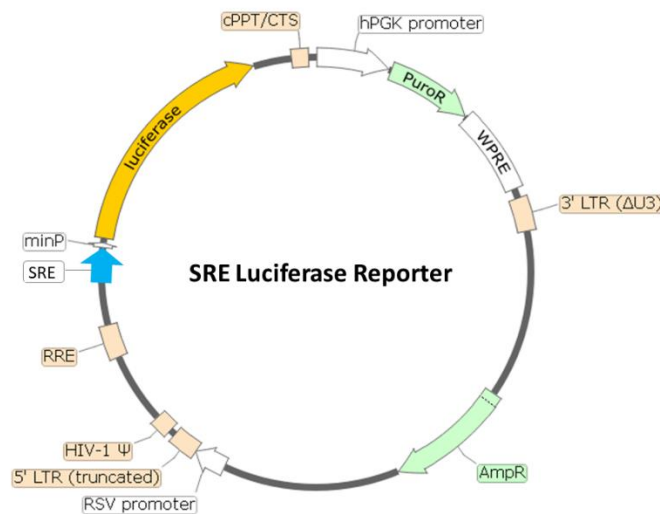 cPPT/CTS
hPGK promoter
PuroR
WPRE
3' LTR (ΔU3)
luciferase
minP
SRE
SRE Luciferase Reporter
RRE
HIV-1 Ψ
5' LTR (truncated)
RSV promoter
AmpR